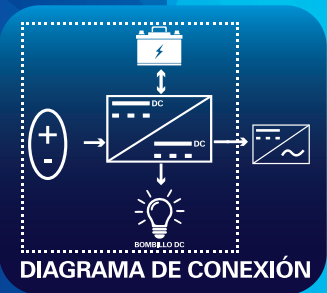 DC
DC
+
-
BOMBILLO DC
DIAGRAMA DE CONEXIÓN